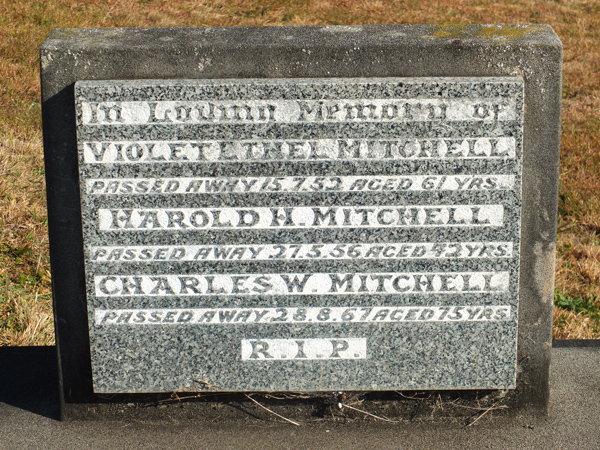 In Loving Memory of
VIOLET ETHEL MITCHELL
PASSED AWAY 15.7.52 AGED 61 YRS.
HAROLD H. MITCHELL
PASSED AWAY 27.5.56 AGED 42 YRS.
CHARLES W MITCHELL
PASSED AWAY 28.8.67 AGED 75 YRS
R.I.P.